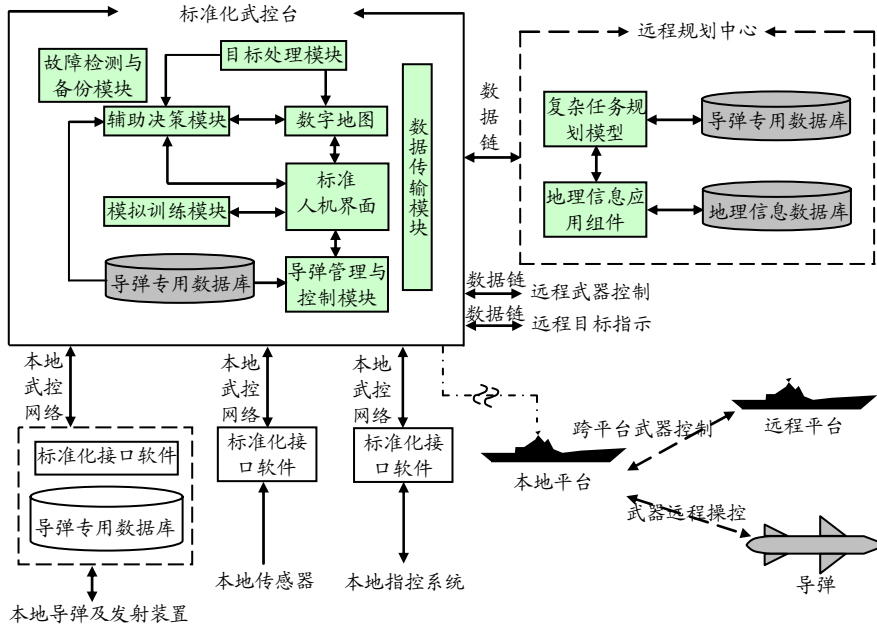 标准化武控台
故障检测与
备份模块
目标处理模块
辅助决策模块
数字地图
标准
人机界面
模拟训练模块
导弹专用数据库
导弹管理与
控制模块
数据传输模块
数据链
远程规划中心
复杂任务规
划模型
导弹专用数据库
地理信息应
用组件
地理信息数据库
数据链
远程武器控制
数据链
远程目标指示
本地
武控
网络
本地
武控
网络
本地
武控
网络
标准化接口软件
导弹专用数据库
本地导弹及发射装置
标准化接
口软件
本地传感器
标准化接
口软件
本地指控系统
本地平台
跨平台武器控制
远程平台
武器远程操控
导弹